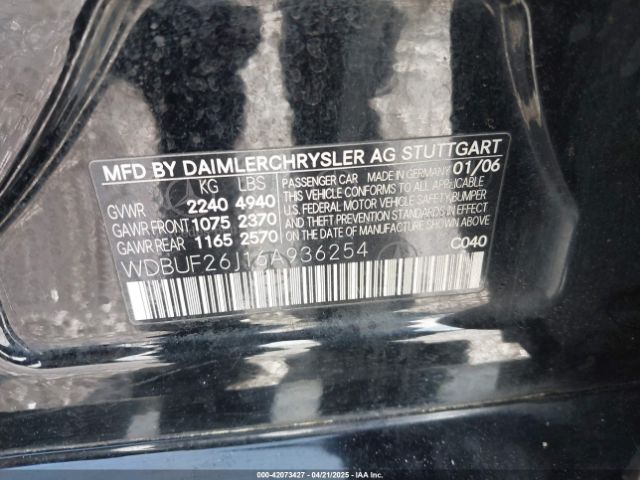 MFD BY DAIMLERCHRYSLER AG STUTTGART
KG LBS
GVWR 2240 4940
GAWR FRONT 1075 2370
GAWR REAR 1165 2570
PASSENGER CAR MADE IN GERMANY 01/06
THIS VEHICLE CONFORMS TO ALL APPLICABLE
U.S. FEDERAL MOTOR VEHICLE SAFETY, BUMPER
AND THEFT PREVENTION STANDARDS IN EFFECT
ON THE DATE OF MANUFACTURE SHOWN ABOVE.
WDBUF26J16A936254
C040
000-42073427 - 04/21/2025 - IAA Inc.